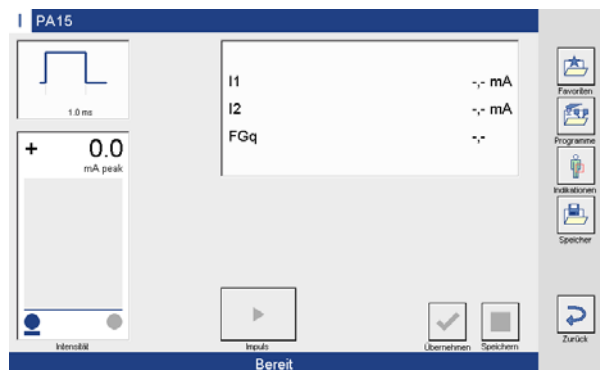 PA15
1.0 ms
+ 0.0
mA peak
Intensität
I1 -,- mA
I2 -,- mA
FGq -,-
Impuls
Übernehmen
Speichern
Bereit
Favoriten
Programme
Indikationen
Speicher
Zurück